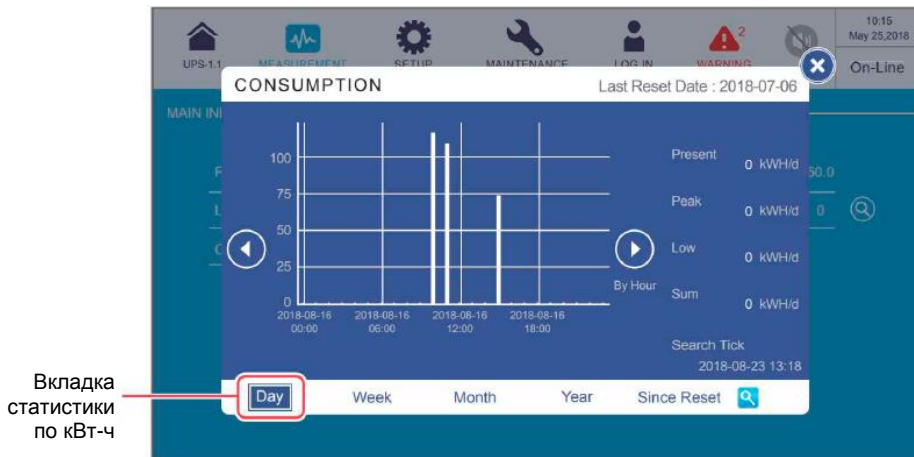 UPS-1.1
MEASUREMENT
SETUP
MAINTENANCE
LOG IN
WARNING
2
10:15
May 25,2018
On-Line
MAIN IN
CONSUMPTION
Last Reset Date : 2018-07-06
100
75
50
25
0
2018-08-16
00:00
2018-08-16
06:00
2018-08-16
12:00
2018-08-16
18:00
By Hour
Present
0 kWH/d
Peak
0 kWH/d
Low
0 kWH/d
Sum
0 kWH/d
0
Search Tick
2018-08-23 13:18
Day
Week
Month
Year
Since Reset
Вкладка
статистики
по кВт-ч